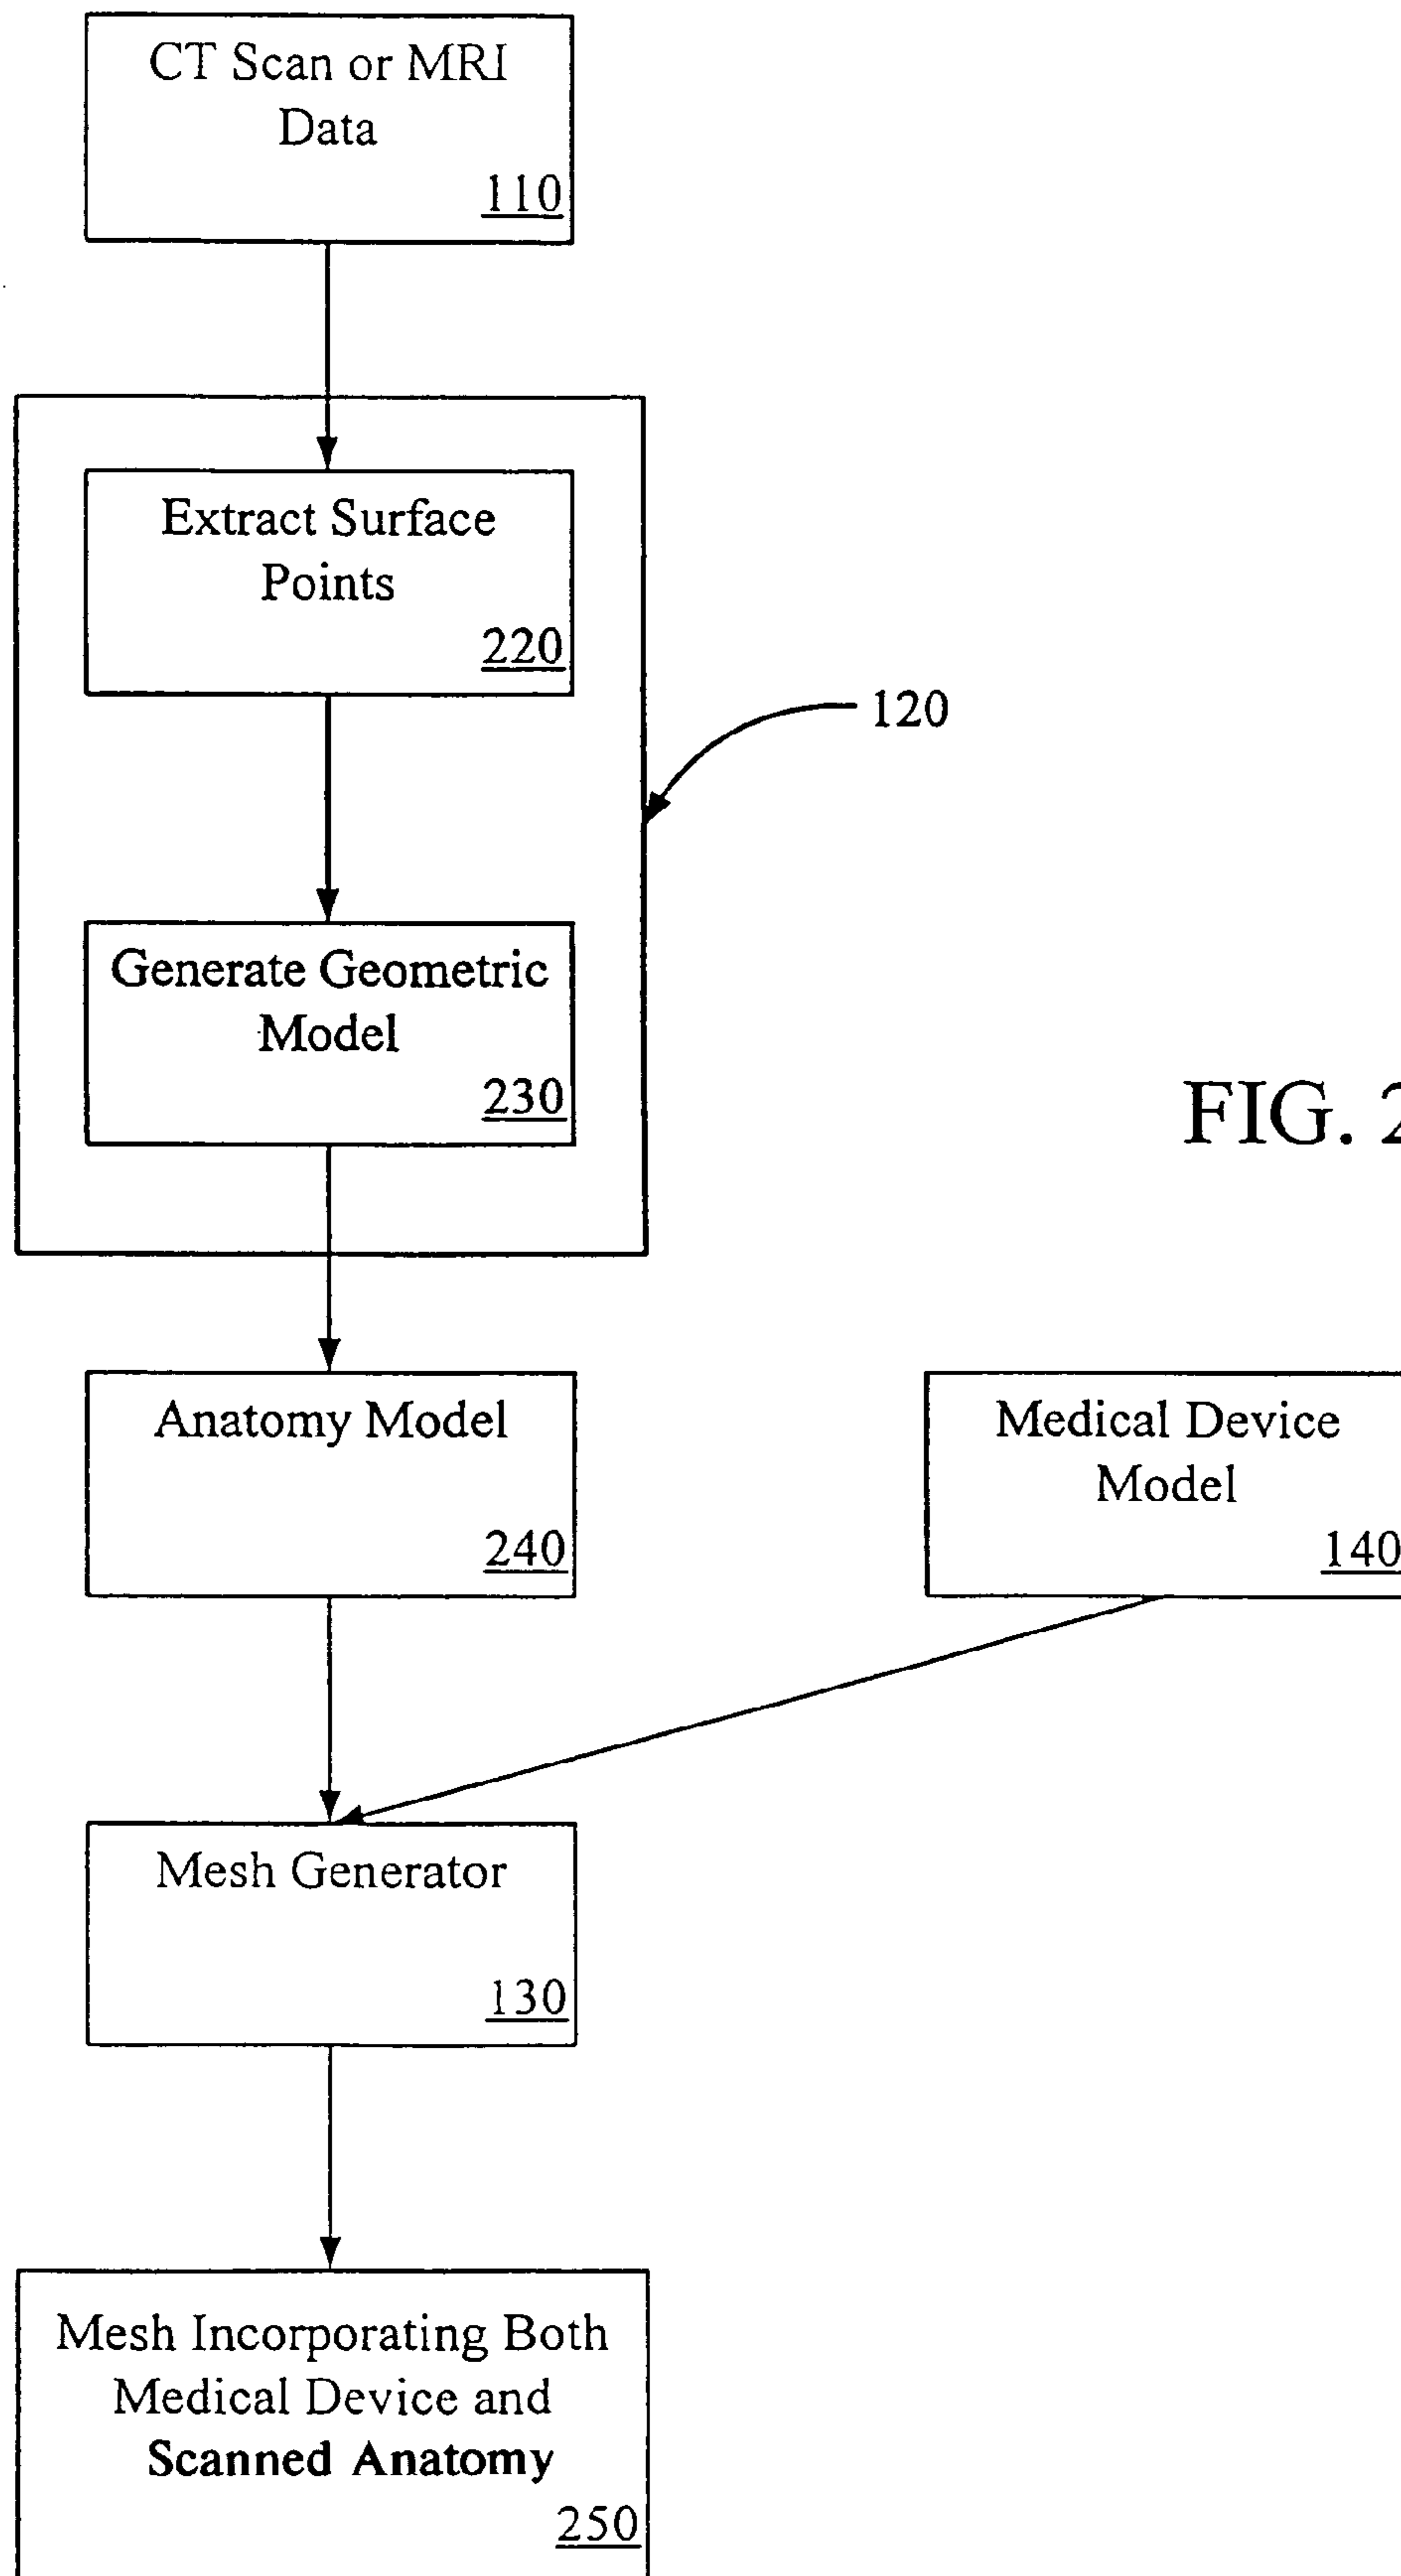 CT Scan or MRI
Data
110
Extract Surface
Points
220
120
Generate Geometric
Model
230
FIG. 2
Anatomy Model
240
Medical Device
Model
140
Mesh Generator
130
Mesh Incorporating Both
Medical Device and
Scanned Anatomy
250